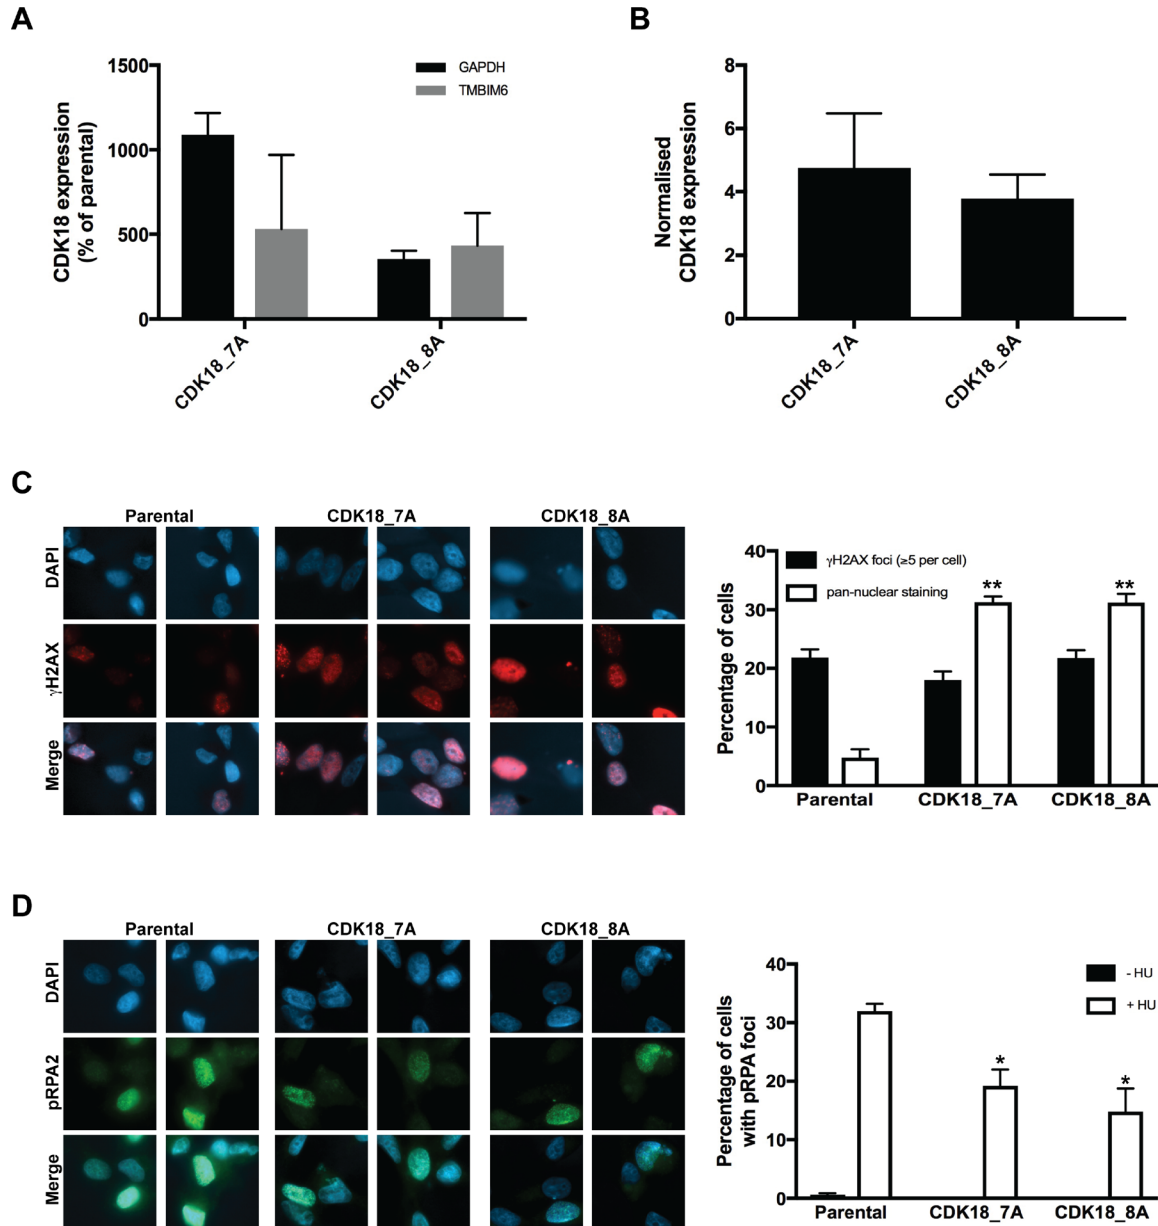 A
CDK18 expression
(% of parental)
1500
1000
500
0
GAPDH
TMBIM6
CDK18_7A
CDK18_8A
B
Normalised
CDK18 expression
8
6
4
2
0
CDK18_7A
CDK18_8A
C
Parental
CDK18_7A
CDK18_8A
DAPI
γH2AX
Merge
Percentage of cells
40
30
20
10
0
γH2AX foci (≥5 per cell)
pan-nuclear staining
**
**
Parental
CDK18_7A
CDK18_8A
D
Parental
CDK18_7A
CDK18_8A
DAPI
pRPA2
Merge
Percentage of cells
with pRPA foci
40
30
20
10
0
- HU
+ HU
*
*
Parental
CDK18_7A
CDK18_8A